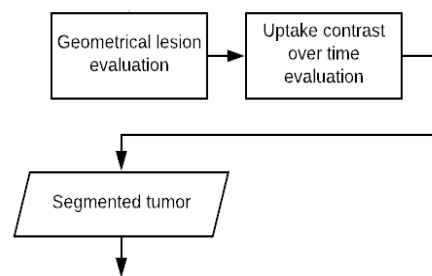 Geometrical lesion
evaluation
Uptake contrast
over time
evaluation
Segmented tumor